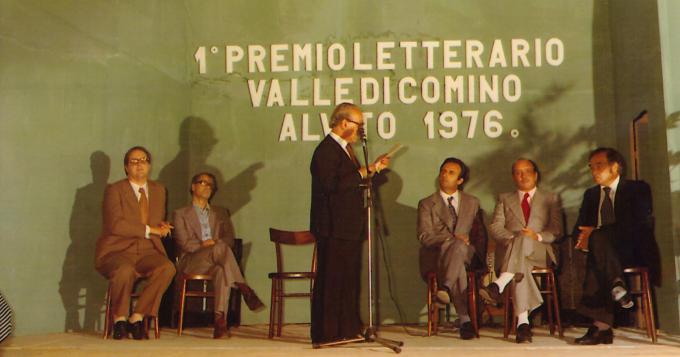 1° PREMIO LETTERARIO
VALLE DI COMINO
ALVITO 1976.